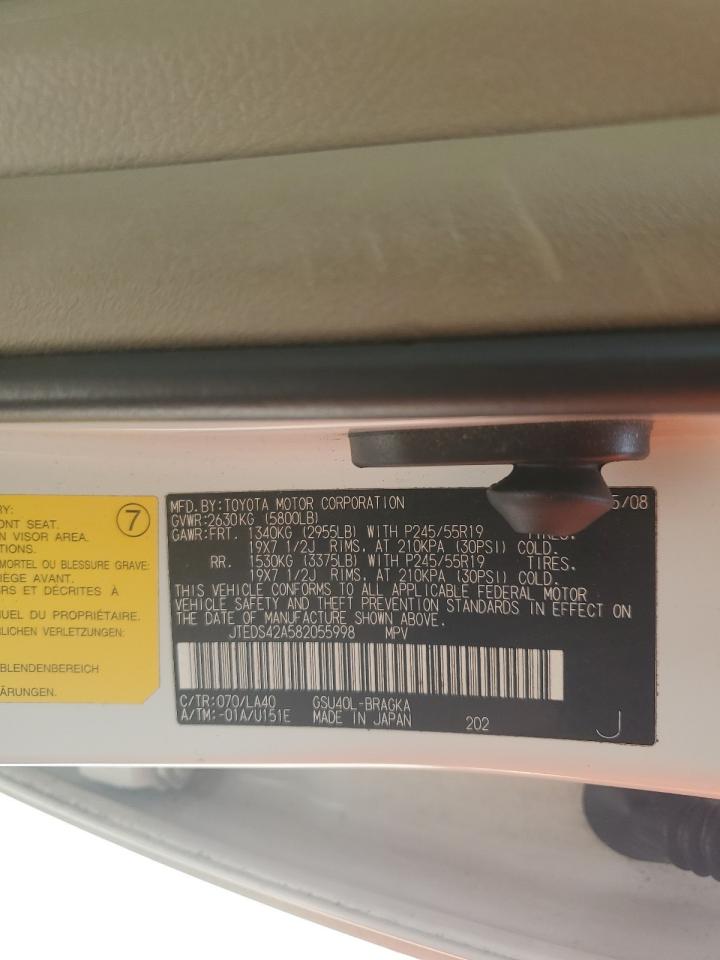 RY:
ONT SEAT.
N VISOR AREA.
TIONS.
MORTEL OU BLESSURE GRAVE:
IÈGE AVANT.
RS ET DÉCRITES À
NUEL DU PROPRIÉTAIRE.
LICHE VERLETZUNGEN:
BLENDENBEREICH
ÄRUNGEN.
7
MFD. BY: TOYOTA MOTOR CORPORATION 5/08
GVWR: 2630KG (5800LB)
GAWR: FRT. 1340KG (2955LB) WITH P245/55R19 TIRES.
19X7 1/2J RIMS. AT 210KPA (30PSI) COLD.
RR. 1530KG (3375LB) WITH P245/55R19 TIRES.
19X7 1/2J RIMS. AT 210KPA (30PSI) COLD.
THIS VEHICLE CONFORMS TO ALL APPLICABLE FEDERAL MOTOR
VEHICLE SAFETY AND THEFT PREVENTION STANDARDS IN EFFECT ON
THE DATE OF MANUFACTURE SHOWN ABOVE.
JTEDS42A582055998 MPV
C/TR: 070/LA40 GSU40L-BRAGKA
A/TM: -01A/U151E MADE IN JAPAN 202 J